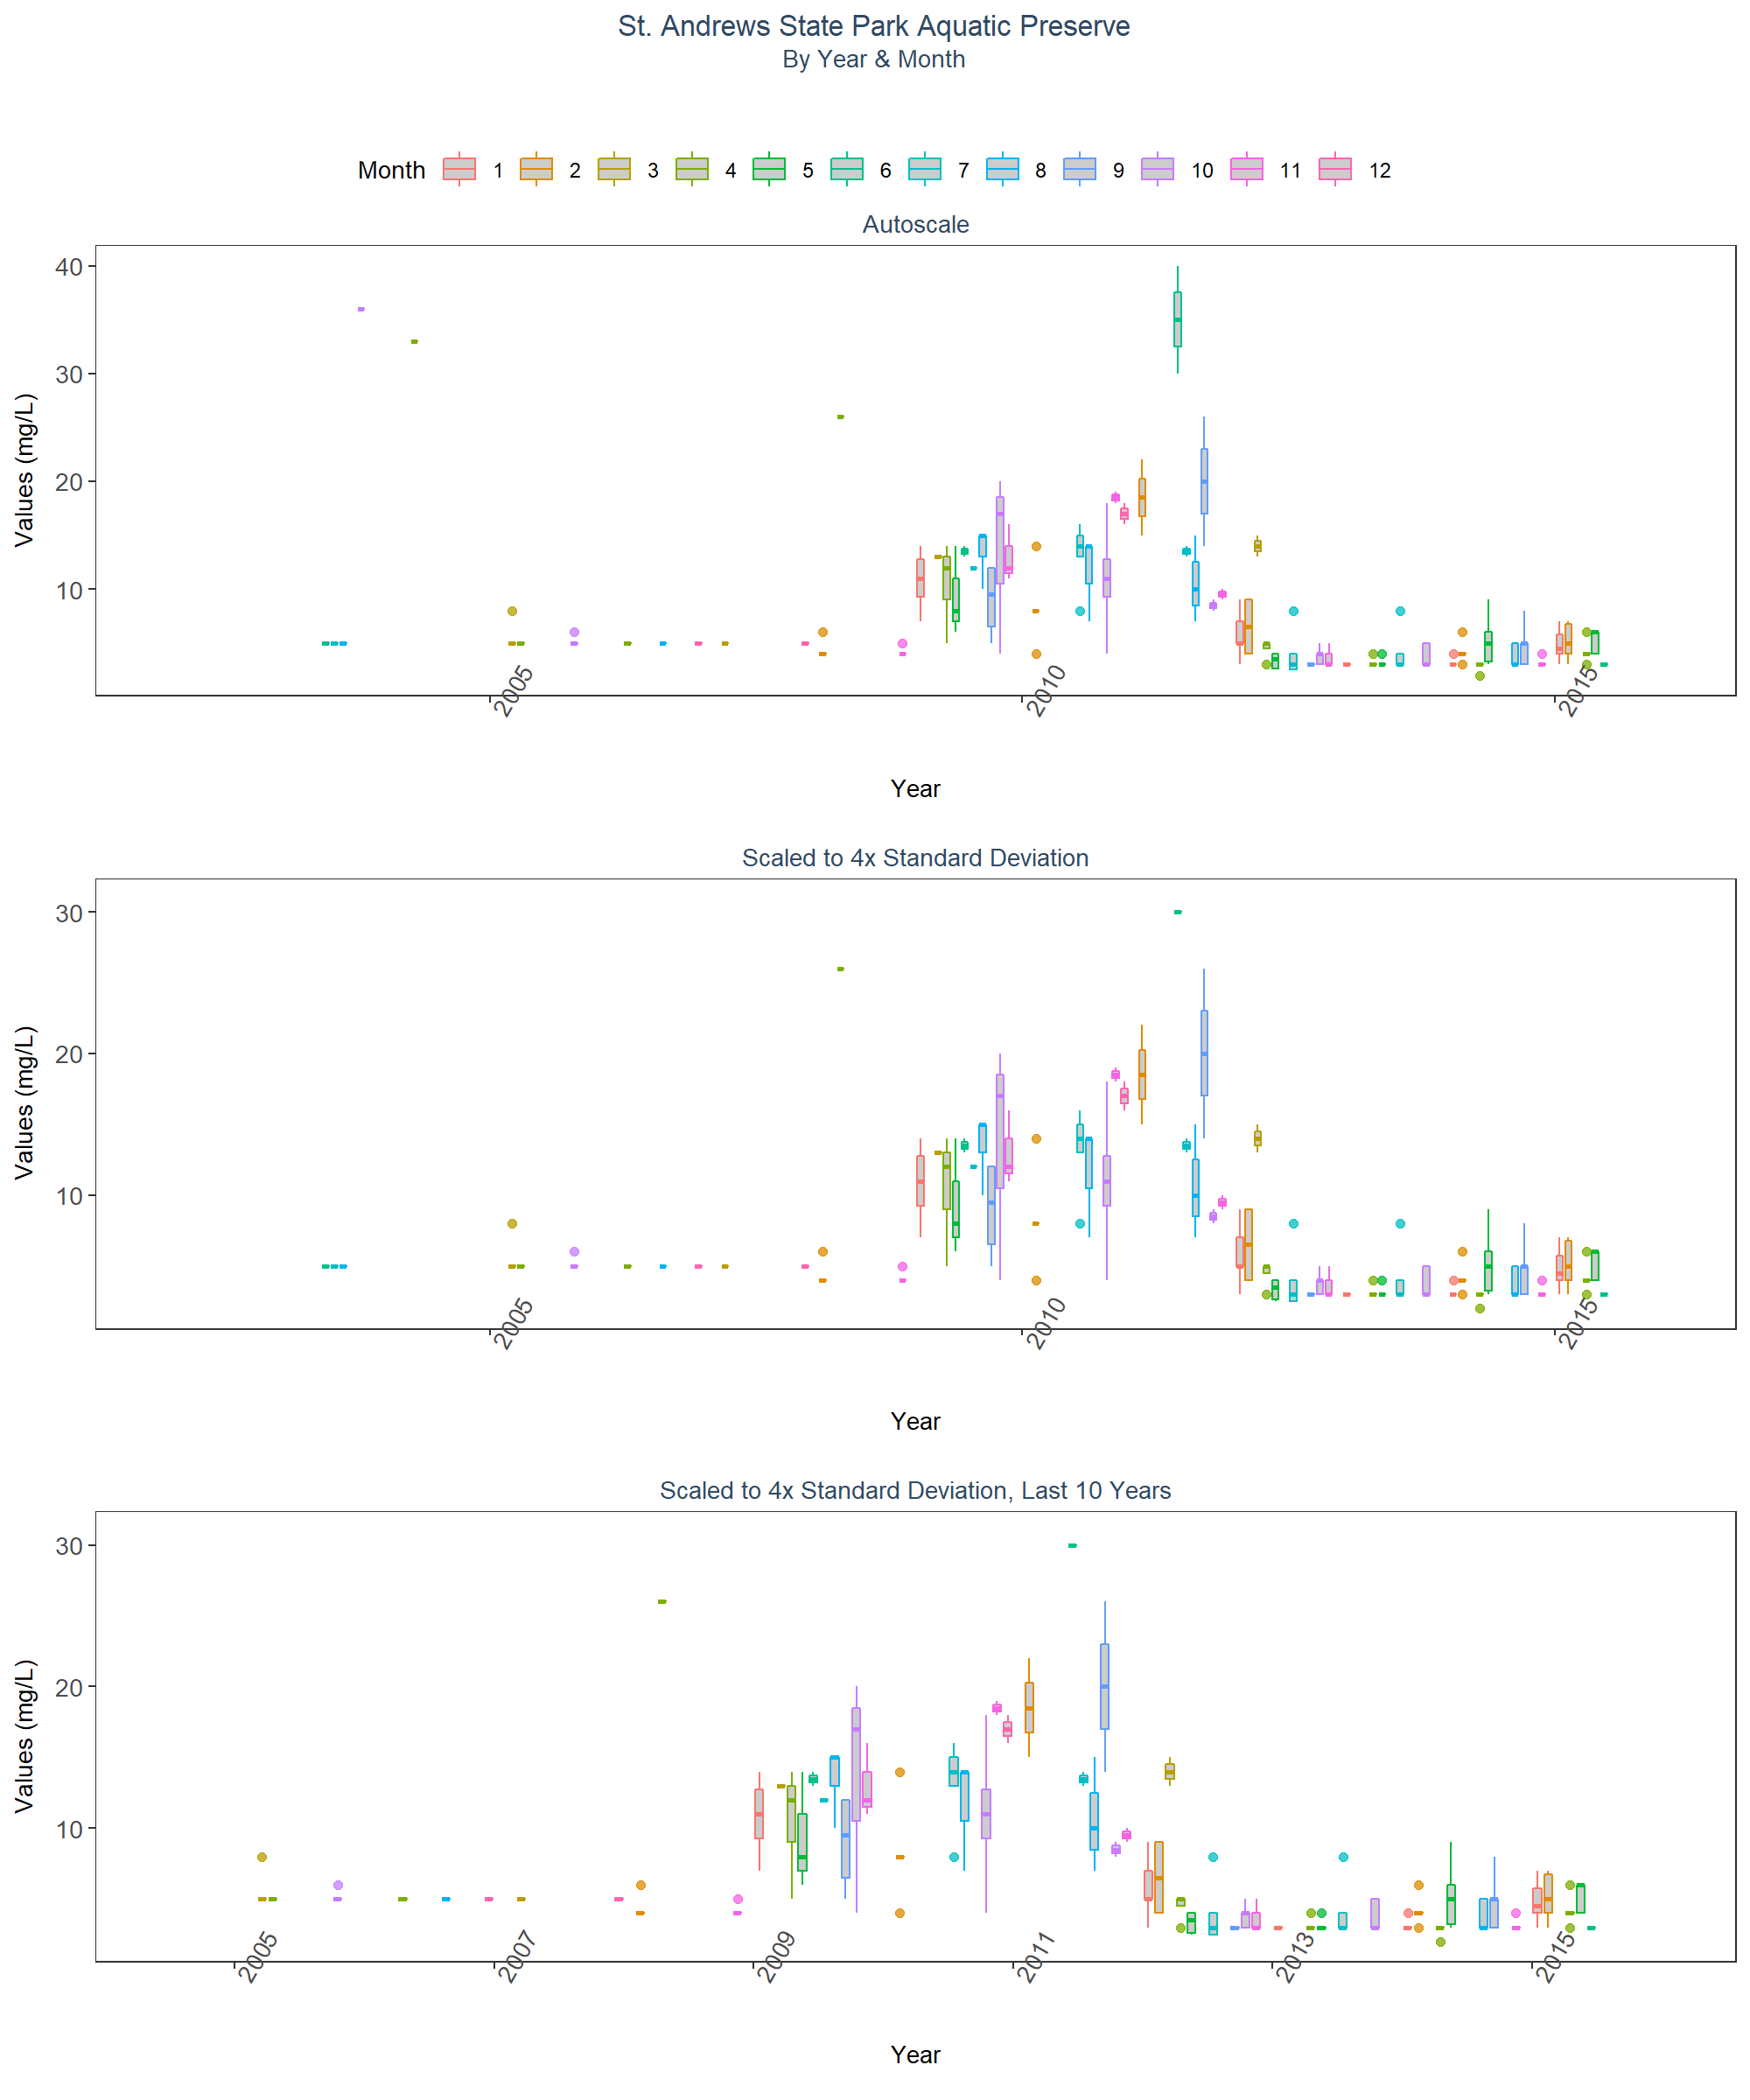 St. Andrews State Park Aquatic Preserve
By Year & Month
Month 1 2 3 4 5 6 7 8 9 10 11 12
Autoscale
Values (mg/L)
40
30
20
10
2005 2010 2015
Year
Scaled to 4x Standard Deviation
Values (mg/L)
30
20
10
2005 2010 2015
Year
Scaled to 4x Standard Deviation, Last 10 Years
Values (mg/L)
30
20
10
2005 2007 2009 2011 2013 2015
Year